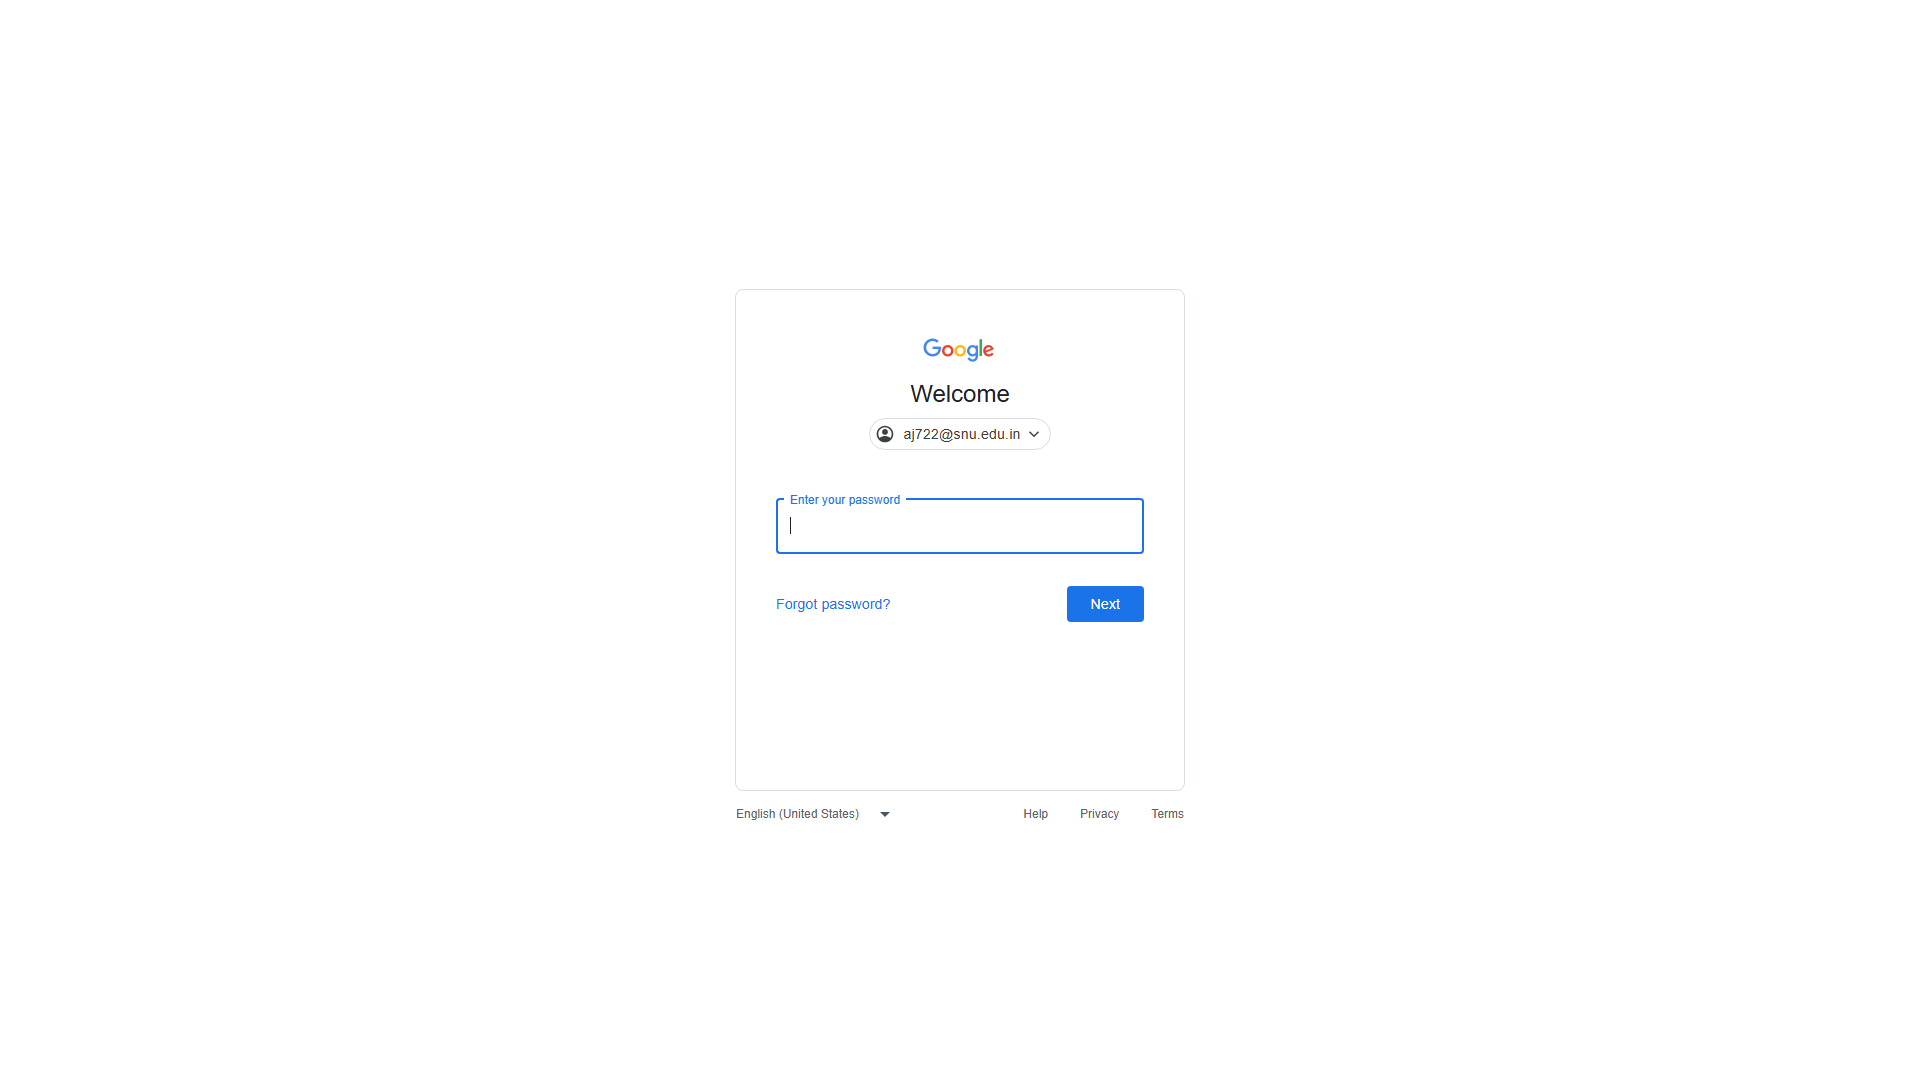 Google
Welcome
aj722@snu.edu.in
Enter your password
Forgot password?
Next
English (United States)
Help
Privacy
Terms